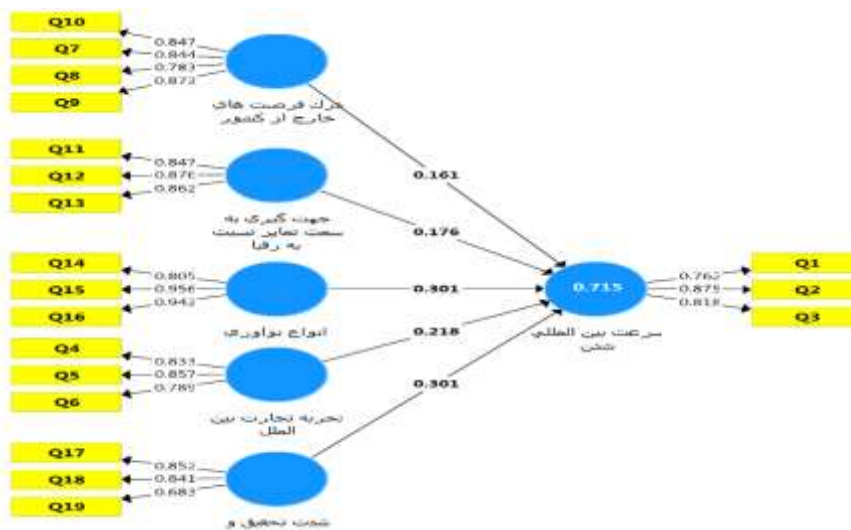 Q10
Q7
Q8
Q9
0.847
0.844
0.783
0.873
درک فرصت های
خارج از کشور
0.161
Q11
Q12
Q13
0.847
0.876
0.862
جهت گیری به
سمت تمایز نسبت
به رقبا
0.176
Q14
Q15
Q16
0.805
0.956
0.943
انواع نوآوری
0.301
Q4
Q5
Q6
0.833
0.857
0.789
تجربه تجارت بین
الملل
0.218
Q17
Q18
Q19
0.852
0.841
0.683
شدت تحقیق و
0.301
0.715
سرعت بین المللی
شدن
0.762
0.879
0.818
Q1
Q2
Q3